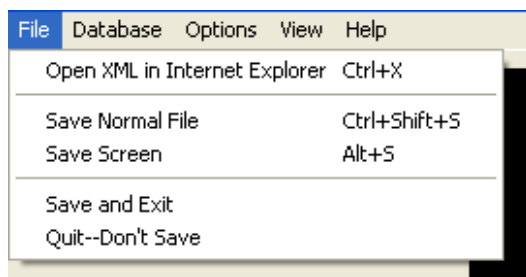 File Database Options View Help
Open XML in Internet Explorer Ctrl+X
Save Normal File Ctrl+Shift+S
Save Screen Alt+S
Save and Exit
Quit--Don't Save